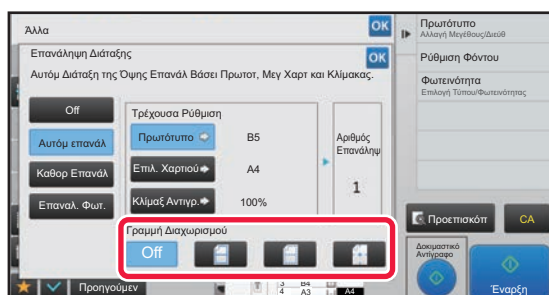 Άλλα
OK
Επανάληψη Διάταξης
OK
Αυτόμ Διάταξη της Όψης Επανάλ Βάσει Πρωτοτ, Μεγ Χαρτ και Κλίμακας.
Off
Αυτόμ επανάλ
Καθορ Επανάλ
Επαναλ. Φωτ.
Τρέχουσα Ρύθμιση
Πρωτότυπο
B5
Επιλ. Χαρτιού
A4
Κλίμαξ Αντιγρ.
100%
Αριθμός
Επανάληψ
1
Γραμμή Διαχωρισμού
Off
Προηγούμεν
3 B4
4 A3
A4
Πρωτότυπο
Αλλαγή Μεγέθους/Διεύθ
Ρύθμιση Φόντου
Φωτεινότητα
Επιλογή Τύπου/Φωτεινότητας
Προεπισκόπ
CA
Δοκιμαστικό
Αντίγραφο
Έναρξη